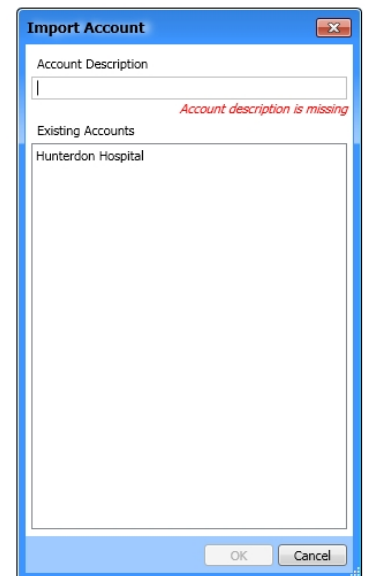 Import Account
Account Description
Account description is missing
Existing Accounts
Hunterdon Hospital
OK
Cancel